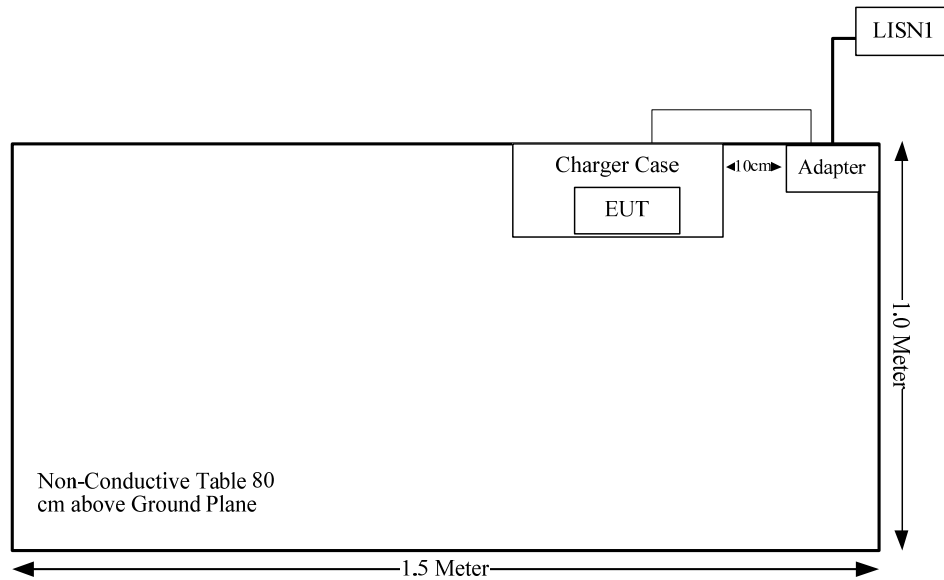 LISN1
Charger Case
10cm
Adapter
EUT
1.0 Meter
Non-Conductive Table 80
cm above Ground Plane
1.5 Meter